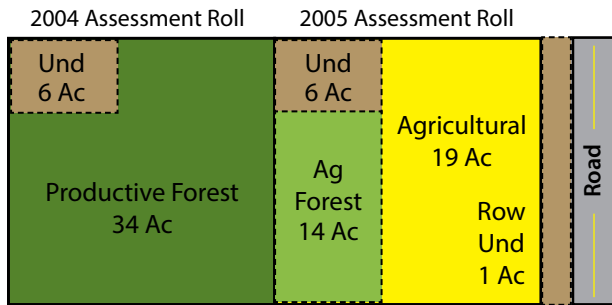 2004 Assessment Roll
2005 Assessment Roll
Und
6 Ac
Productive Forest
34 Ac
Und
6 Ac
Ag
Forest
14 Ac
Agricultural
19 Ac
Row
Und
1 Ac
Road